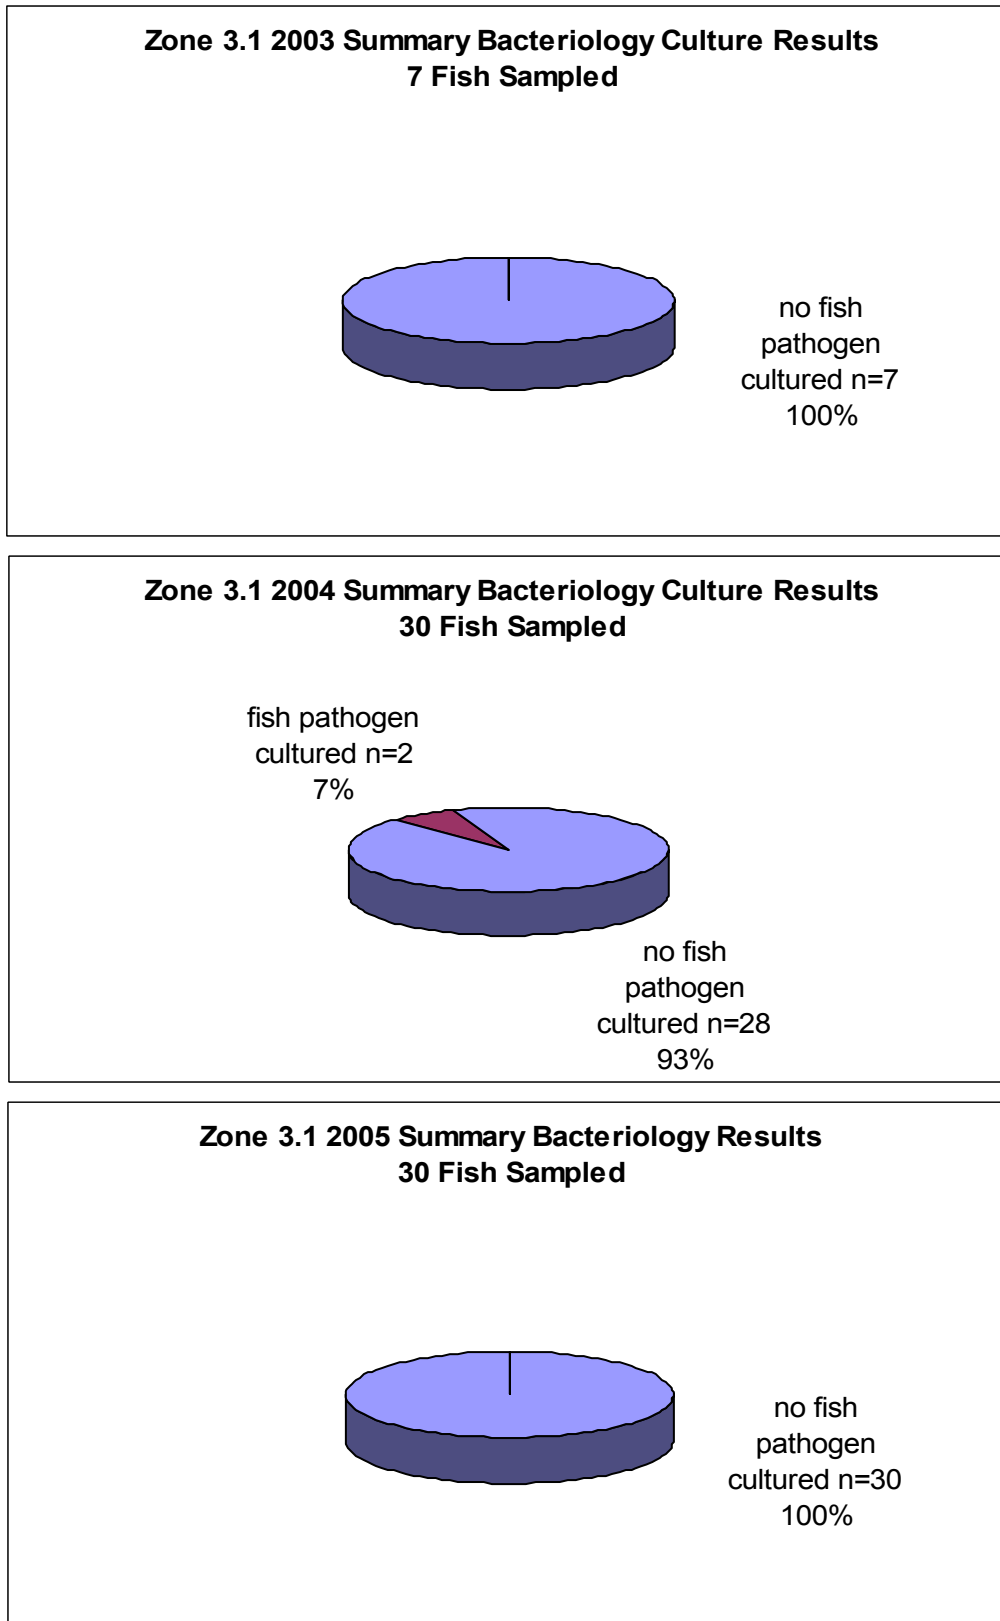 Zone 3.1 2003 Summary Bacteriology Culture Results
7 Fish Sampled
no fish
pathogen
cultured n=7
100%
Zone 3.1 2004 Summary Bacteriology Culture Results
30 Fish Sampled
fish pathogen
cultured n=2
7%
no fish
pathogen
cultured n=28
93%
Zone 3.1 2005 Summary Bacteriology Results
30 Fish Sampled
no fish
pathogen
cultured n=30
100%